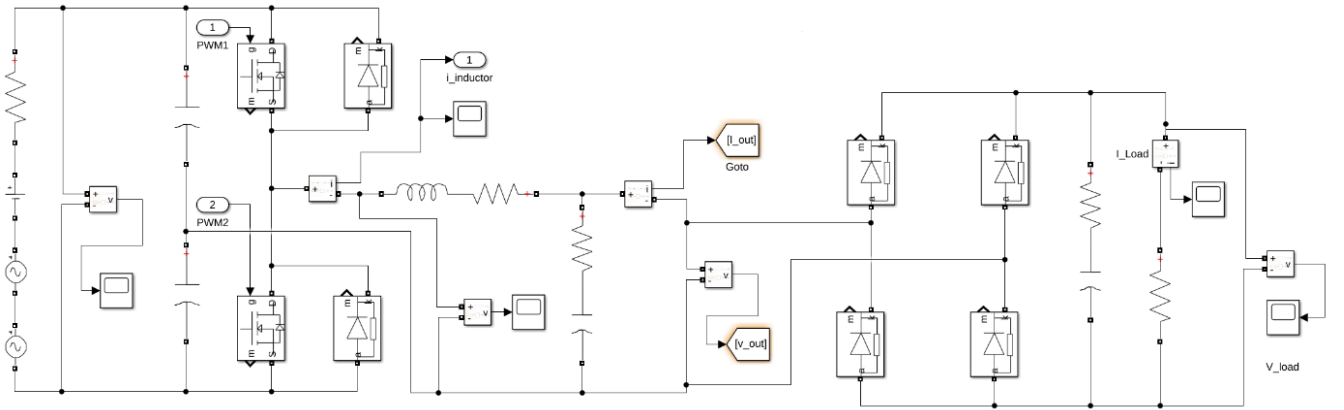 1
PWM1
g
D
m
S
m
k
a
1
i_inductor
[I_out]
Goto
+
-
v
+
-
i
2
PWM2
g
D
m
S
m
k
a
+
-
v
+
-
i
+
-
v
[v_out]
m
k
a
m
k
a
m
k
a
m
k
a
I_Load
+
-
i
+
-
v
V_load